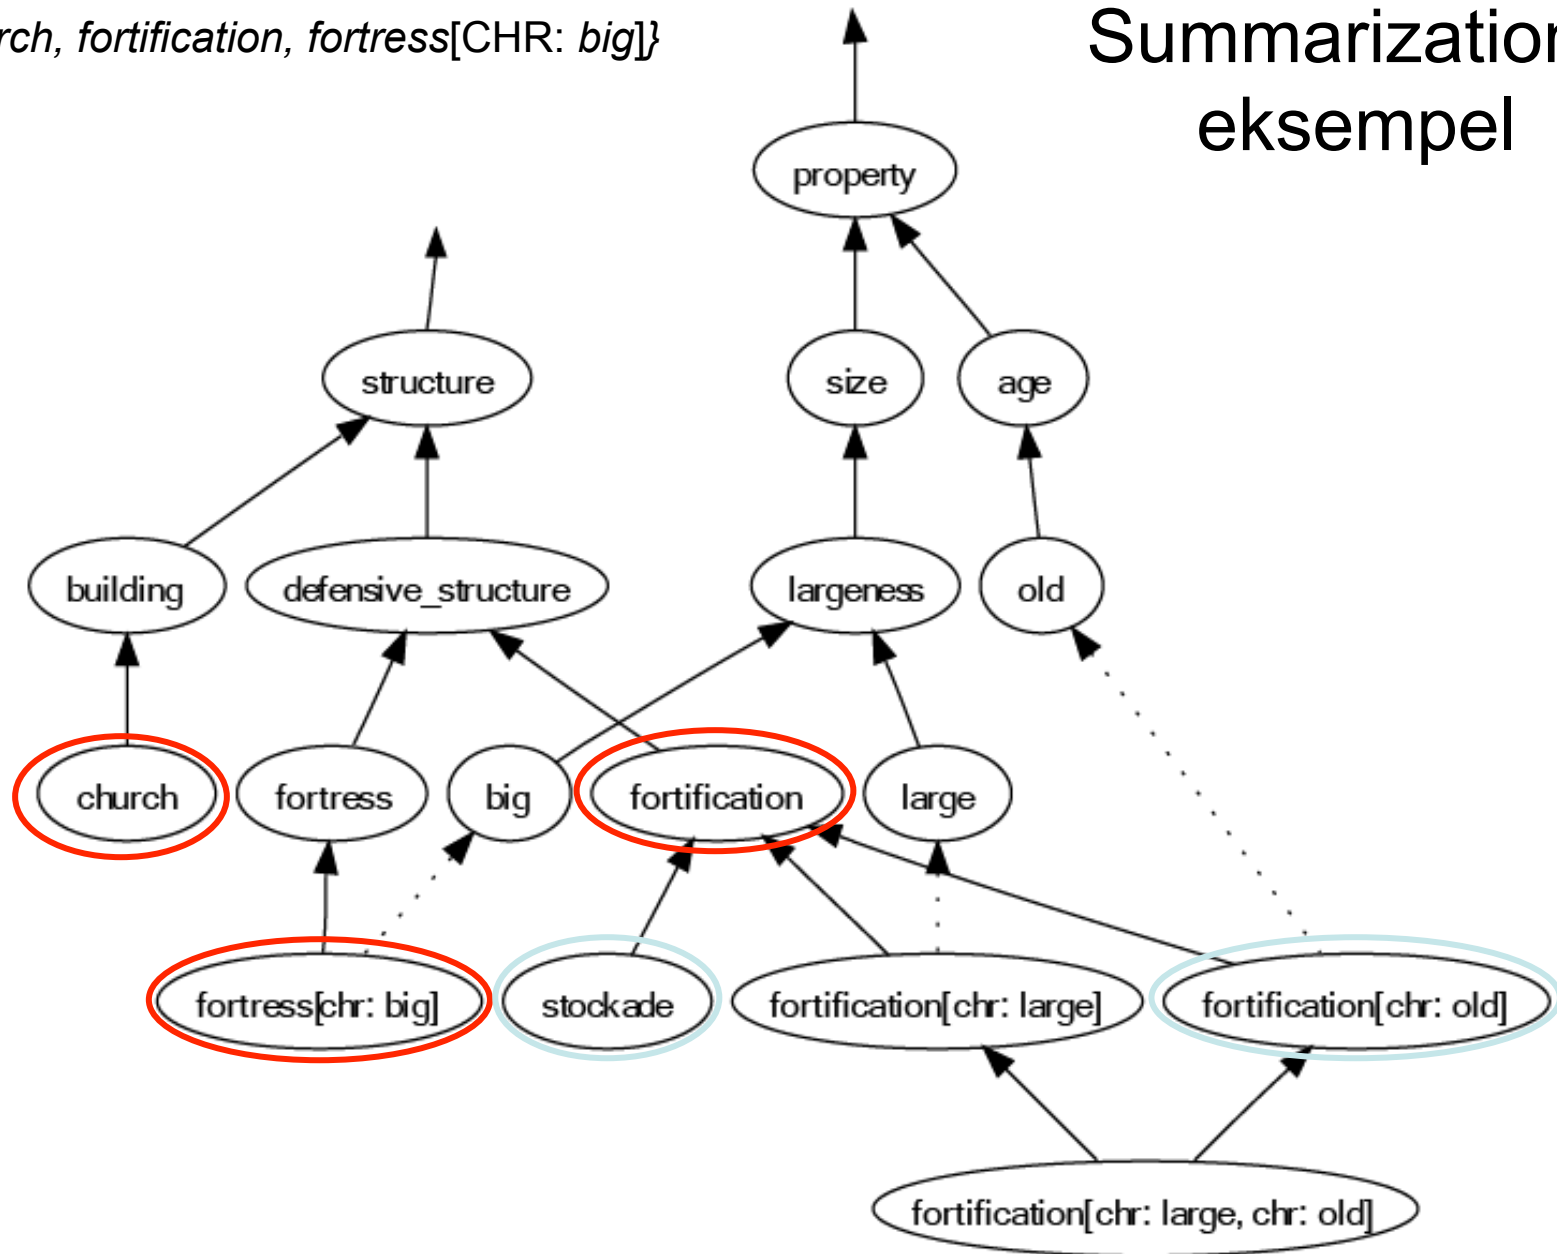 rch, fortification, fortress[CHR: big]}
Summarization
eksempel
property
structure
size
age
building
defensive_structure
largeness
old
church
fortress
big
fortification
large
fortress[chr: big]
stockade
fortification[chr: large]
fortification[chr: old]
fortification[chr: large, chr: old]